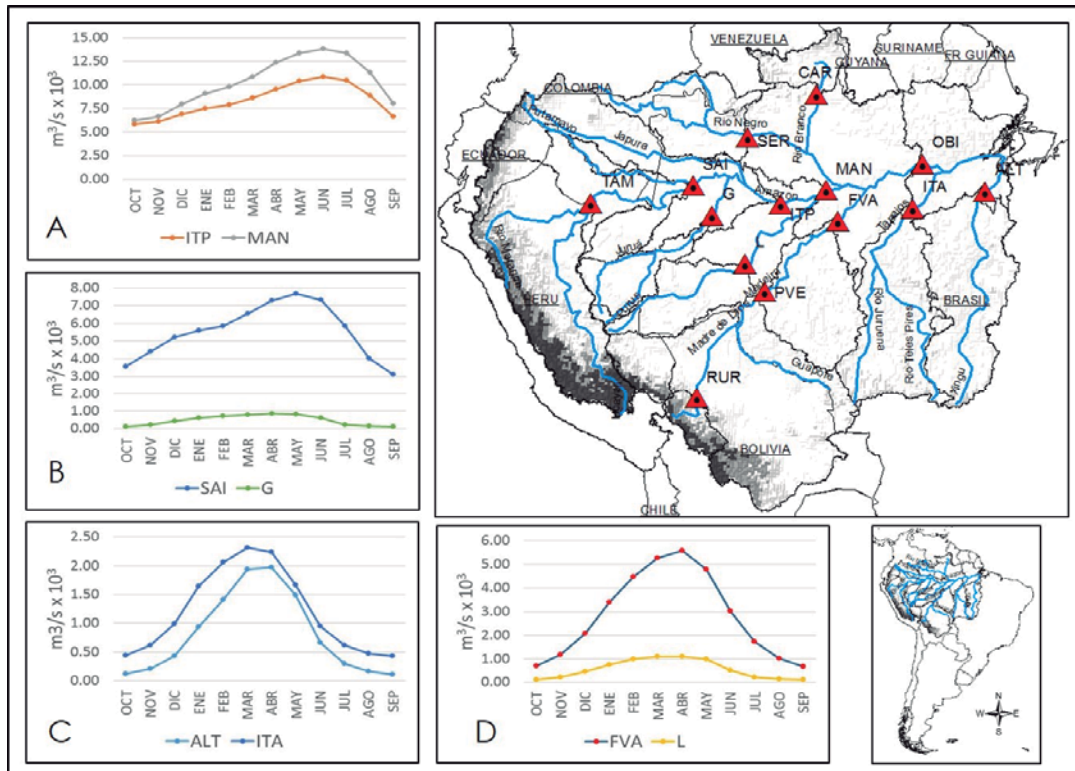 15.00
12.50
10.00
7.50
5.00
2.50
0.00
m³/s x 10³
OCT NOV DIC ENE FEB MAR ABR MAY JUN JUL AGO SEP
A
ITP MAN
8.00
7.00
6.00
5.00
4.00
3.00
2.00
1.00
0.00
m³/s x 10³
OCT NOV DIC ENE FEB MAR ABR MAY JUN JUL AGO SEP
B
SAI G
2.50
2.00
1.50
1.00
0.50
0.00
m3/s x 10³
OCT NOV DIC ENE FEB MAR ABR MAY JUN JUL AGO SEP
C
ALT ITA
6.00
5.00
4.00
3.00
2.00
1.00
0.00
m³/s x 10³
OCT NOV DIC ENE FEB MAR ABR MAY JUN JUL AGO SEP
D
FVA L
VENEZUELA
SURINAME
FR GUIANA
GUYANA
CAR
COLOMBIA
Putumayo
Japura
Rio Negro
Rio Branco
SER
OBI
ECUADOR
SAI
MAN
ALT
TAM
G
Amazon
ITP
FVA
ITA
Tapajos
Juruá
Purus
Madeira
PERU
PVE
BRASIL
Madre de Dios
Rio Juruena
Rio Teles Pires
Xingu
Guapore
RUR
BOLIVIA
CHILE
N
W E
S